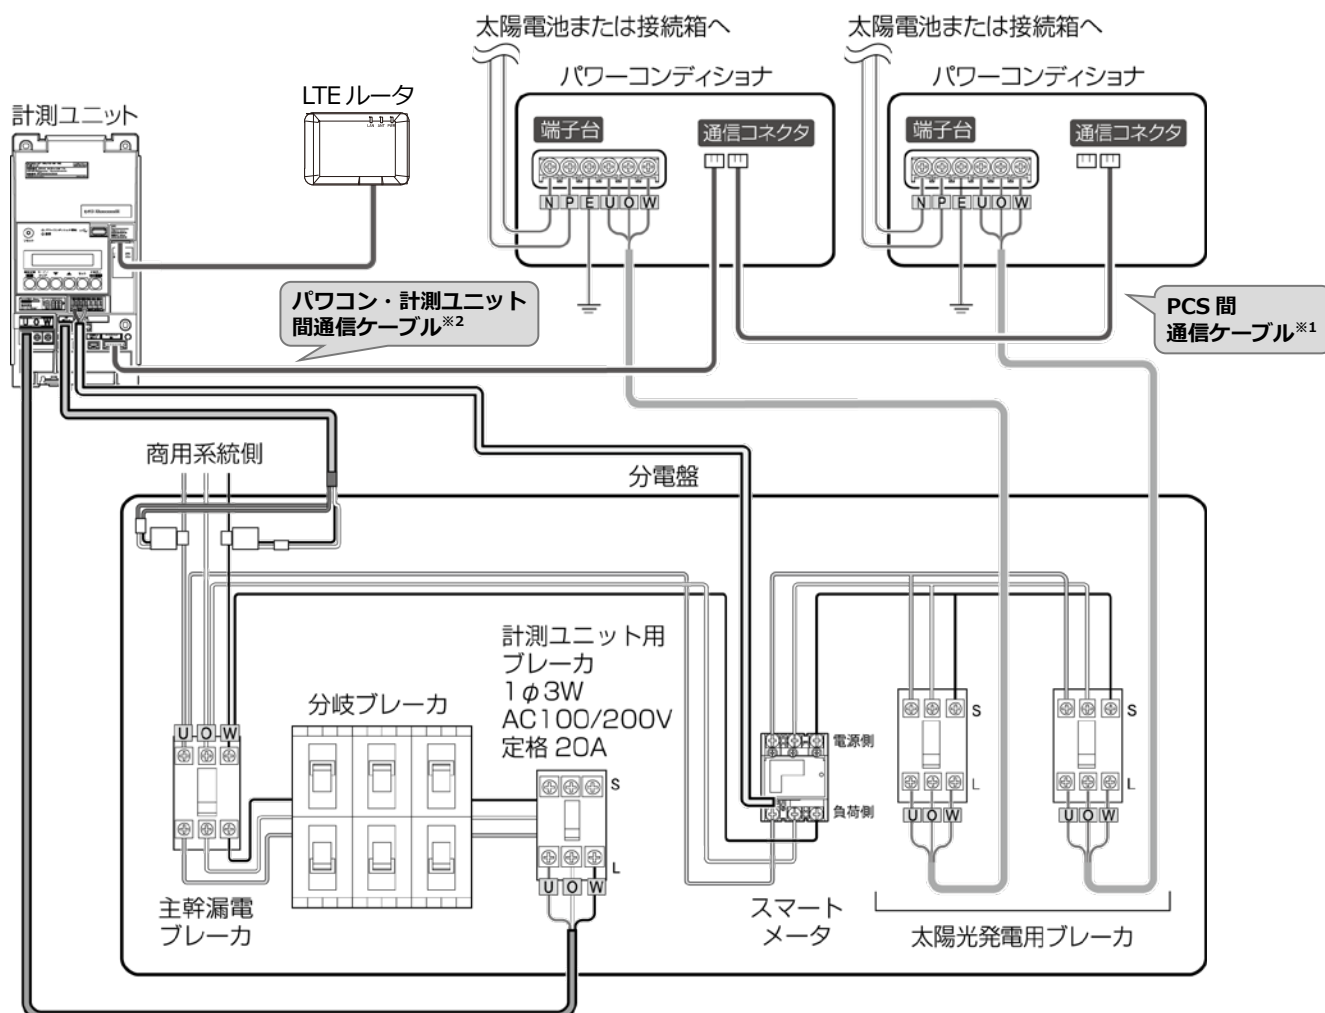 太陽電池または接続箱へ
太陽電池または接続箱へ
パワーコンディショナ
パワーコンディショナ
LTE ルータ
計測ユニット
端子台
通信コネクタ
端子台
通信コネクタ
N P E U O W
N P E U O W
パワコン・計測ユニット
間通信ケーブル※2
PCS 間
通信ケーブル※1
U O W
商用系統側
分電盤
計測ユニット用
ブレーカ
1φ3W
AC100/200V
定格 20A
分岐ブレーカ
U O W
S
L
U O W
電源側
負荷側
S
L
U O W
S
L
U O W
主幹漏電
ブレーカ
スマート
メータ
太陽光発電用ブレーカ